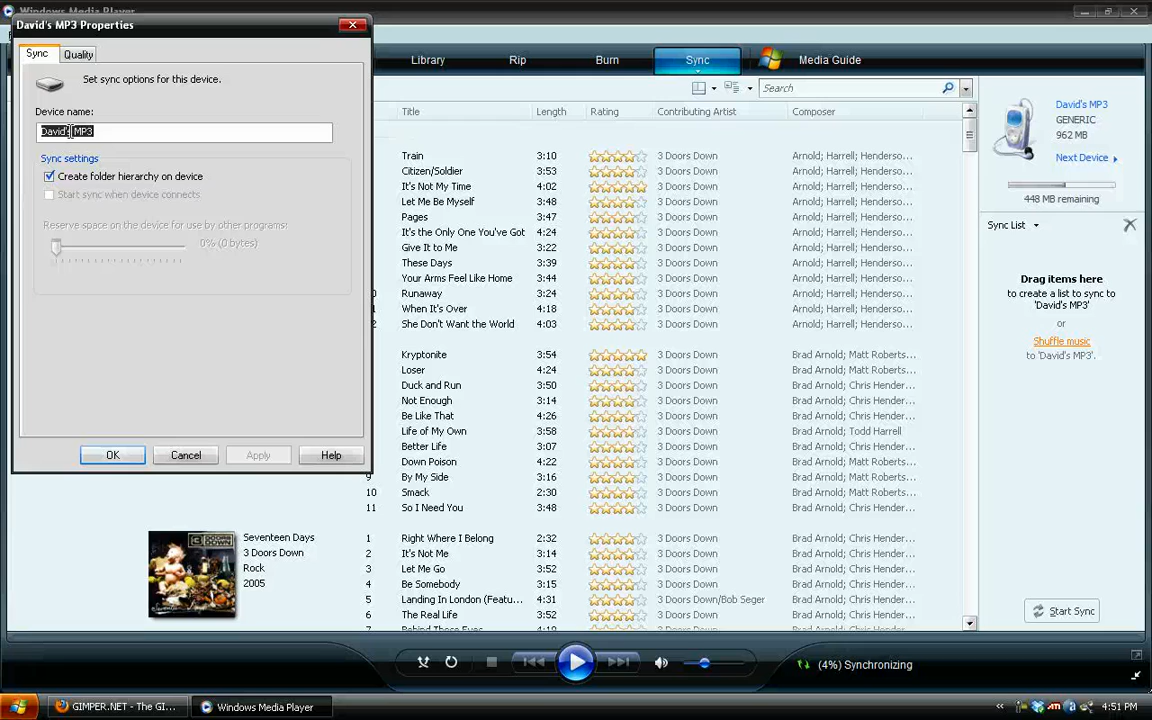 Windows Media Player
David's MP3 Properties
Sync
Quality
Set sync options for this device.
Device name:
David's MP3
Sync settings
Create folder hierarchy on device
Start sync when device connects
Reserve space on the device for use by other programs:
0% (0 bytes)
OK
Cancel
Apply
Help
Library
Rip
Burn
Sync
Media Guide
Search
Title
Length
Rating
Contributing Artist
Composer
Train 3:10 3 Doors Down Arnold; Harrell; Henderso...
Citizen/Soldier 3:53 3 Doors Down Arnold; Harrell; Henderso...
It's Not My Time 4:02 3 Doors Down Arnold; Harrell; Henderso...
Let Me Be Myself 3:48 3 Doors Down Arnold; Harrell; Henderso...
Pages 3:47 3 Doors Down Arnold; Harrell; Henderso...
It's the Only One You've Got 4:24 3 Doors Down Arnold; Harrell; Henderso...
Give It to Me 3:22 3 Doors Down Arnold; Harrell; Henderso...
These Days 3:39 3 Doors Down Arnold; Harrell; Henderso...
Your Arms Feel Like Home 3:44 3 Doors Down Arnold; Harrell; Henderso...
0 Runaway 3:24 3 Doors Down Arnold; Harrell; Henderso...
1 When It's Over 4:18 3 Doors Down Arnold; Harrell; Henderso...
2 She Don't Want the World 4:03 3 Doors Down Arnold; Harrell; Henderso...
Kryptonite 3:54 3 Doors Down Brad Arnold; Matt Roberts...
Loser 4:24 3 Doors Down Brad Arnold; Matt Roberts...
Duck and Run 3:50 3 Doors Down Brad Arnold; Chris Hender...
Not Enough 3:14 3 Doors Down Brad Arnold; Matt Roberts...
Be Like That 4:26 3 Doors Down Brad Arnold; Chris Hender...
Life of My Own 3:58 3 Doors Down Brad Arnold; Todd Harrell
Better Life 3:07 3 Doors Down Brad Arnold; Chris Hender...
Down Poison 4:22 3 Doors Down Brad Arnold; Matt Roberts...
9 By My Side 3:16 3 Doors Down Brad Arnold; Matt Roberts...
10 Smack 2:30 3 Doors Down Brad Arnold; Matt Roberts...
11 So I Need You 3:48 3 Doors Down Brad Arnold; Chris Hender...
Seventeen Days
3 Doors Down
Rock
2005
1 Right Where I Belong 2:32 3 Doors Down Brad Arnold; Chris Hender...
2 It's Not Me 3:14 3 Doors Down Brad Arnold; Chris Hender...
3 Let Me Go 3:52 3 Doors Down Brad Arnold; Chris Hender...
4 Be Somebody 3:15 3 Doors Down Brad Arnold; Chris Hender...
5 Landing In London (Featu... 4:31 3 Doors Down/Bob Seger Brad Arnold; Chris Hender...
6 The Real Life 3:52 3 Doors Down Brad Arnold; Chris Hender...
7 Behind Those Eyes 4:19 3 Doors Down Brad Arnold; Chris Hender...
David's MP3
GENERIC
962 MB
Next Device
448 MB remaining
Sync List
Drag items here
to create a list to sync to
'David's MP3'
or
Shuffle music
to 'David's MP3'.
Start Sync
(4%) Synchronizing
GIMPER.NET - The GI...
Windows Media Player
4:51 PM